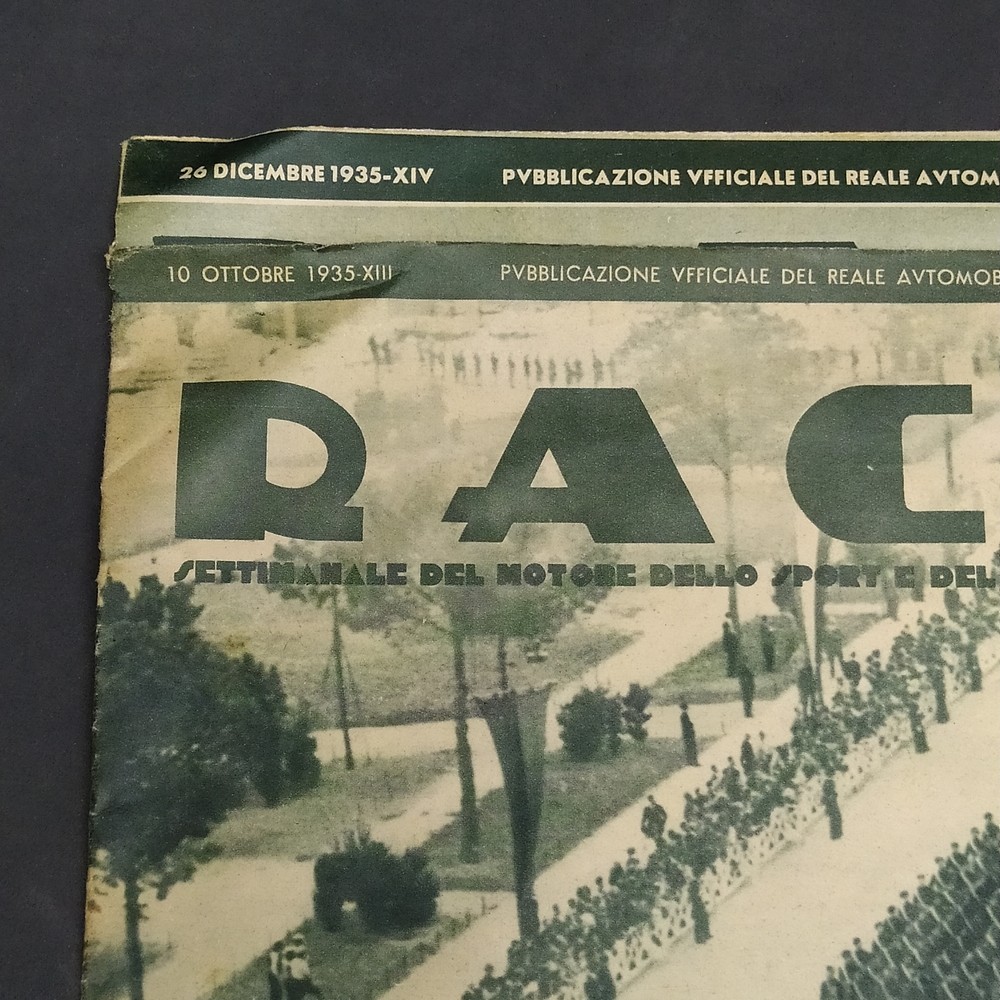 26 DICEMBRE 1935-XIV PVBBLICAZIONE VFFICIALE DEL REALE AVTOM
10 OTTOBRE 1935-XIII PVBBLICAZIONE VFFICIALE DEL REALE AVTOMOB
RAC
SETTIMANALE DEL MOTORE DELLO SPORT E DEL